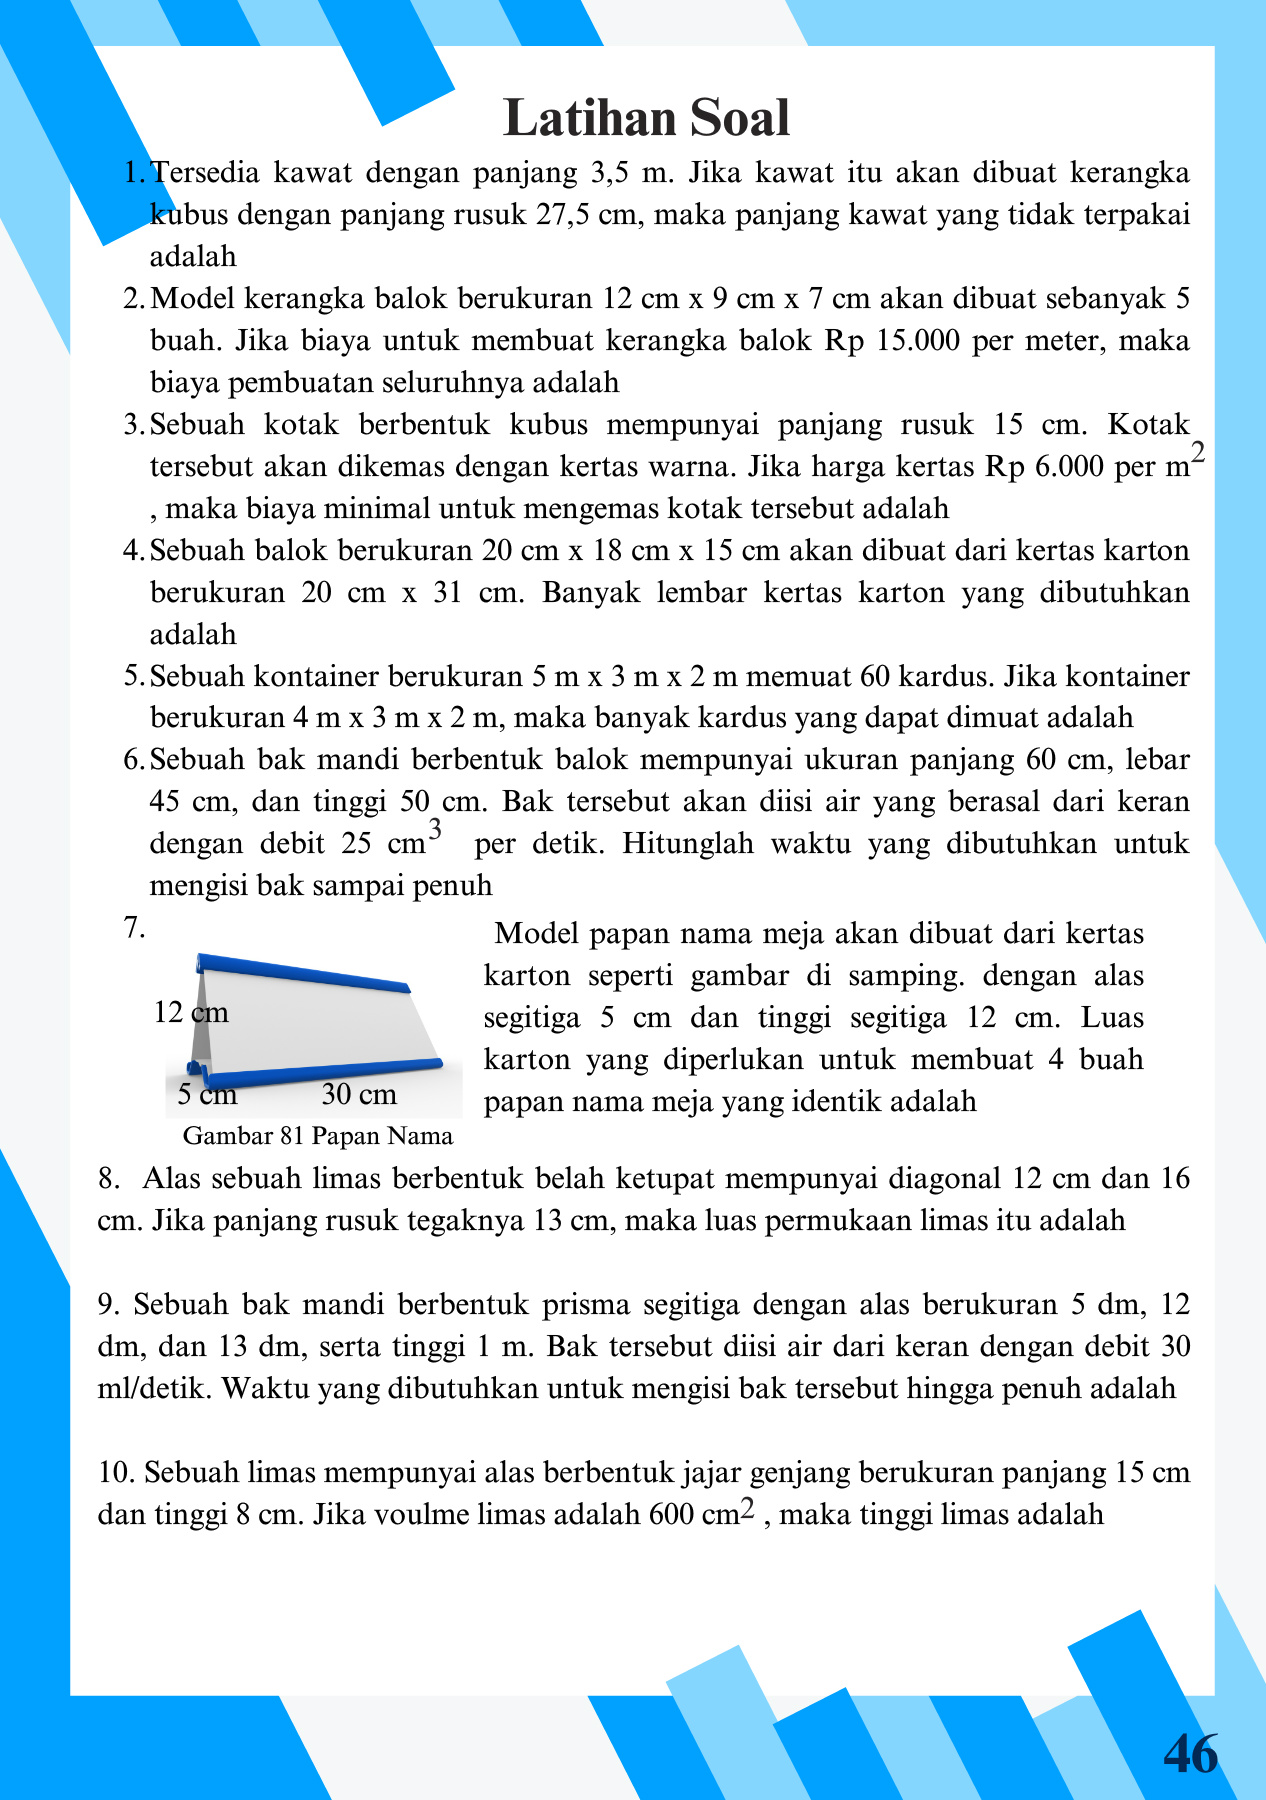 Latihan Soal
1. Tersedia kawat dengan panjang 3,5 m. Jika kawat itu akan dibuat kerangka
kubus dengan panjang rusuk 27,5 cm, maka panjang kawat yang tidak terpakai
adalah
2. Model kerangka balok berukuran 12 cm x 9 cm x 7 cm akan dibuat sebanyak 5
buah. Jika biaya untuk membuat kerangka balok Rp 15.000 per meter, maka
biaya pembuatan seluruhnya adalah
3. Sebuah kotak berbentuk kubus mempunyai panjang rusuk 15 cm. Kotak
tersebut akan dikemas dengan kertas warna. Jika harga kertas Rp 6.000 per m²
, maka biaya minimal untuk mengemas kotak tersebut adalah
4. Sebuah balok berukuran 20 cm x 18 cm x 15 cm akan dibuat dari kertas karton
berukuran 20 cm x 31 cm. Banyak lembar kertas karton yang dibutuhkan
adalah
5. Sebuah kontainer berukuran 5 m x 3 m x 2 m memuat 60 kardus. Jika kontainer
berukuran 4 m x 3 m x 2 m, maka banyak kardus yang dapat dimuat adalah
6. Sebuah bak mandi berbentuk balok mempunyai ukuran panjang 60 cm, lebar
45 cm, dan tinggi 50 cm. Bak tersebut akan diisi air yang berasal dari keran
dengan debit 25 cm³ per detik. Hitunglah waktu yang dibutuhkan untuk
mengisi bak sampai penuh
7.
12 cm
5 cm
30 cm
Gambar 81 Papan Nama
Model papan nama meja akan dibuat dari kertas
karton seperti gambar di samping. dengan alas
segitiga 5 cm dan tinggi segitiga 12 cm. Luas
karton yang diperlukan untuk membuat 4 buah
papan nama meja yang identik adalah
8. Alas sebuah limas berbentuk belah ketupat mempunyai diagonal 12 cm dan 16
cm. Jika panjang rusuk tegaknya 13 cm, maka luas permukaan limas itu adalah
9. Sebuah bak mandi berbentuk prisma segitiga dengan alas berukuran 5 dm, 12
dm, dan 13 dm, serta tinggi 1 m. Bak tersebut diisi air dari keran dengan debit 30
ml/detik. Waktu yang dibutuhkan untuk mengisi bak tersebut hingga penuh adalah
10. Sebuah limas mempunyai alas berbentuk jajar genjang berukuran panjang 15 cm
dan tinggi 8 cm. Jika voulme limas adalah 600 cm² , maka tinggi limas adalah
46